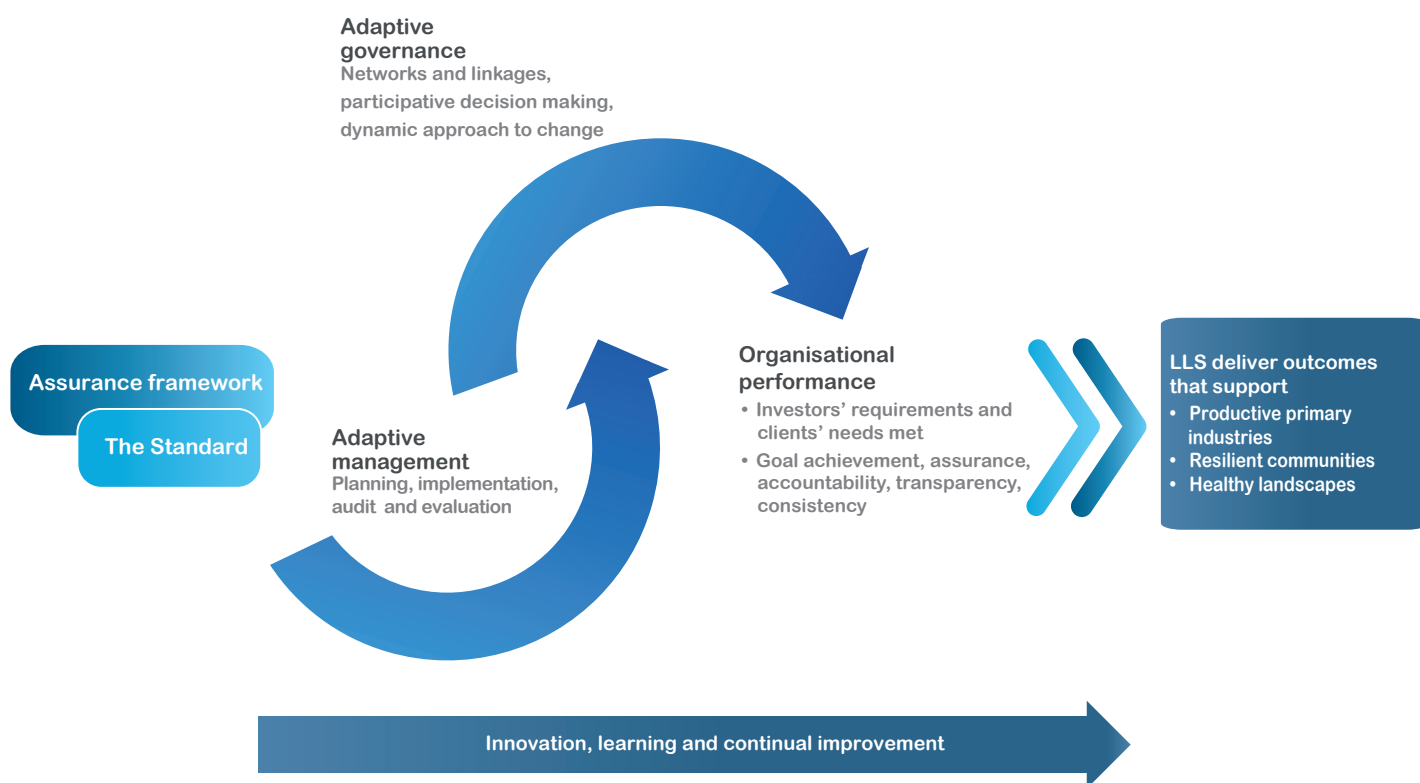 Adaptive
governance
Networks and linkages,
participative decision making,
dynamic approach to change
Assurance framework
The Standard
Adaptive
management
Planning, implementation,
audit and evaluation
Organisational
performance
• Investors’ requirements and
clients’ needs met
• Goal achievement, assurance,
accountability, transparency,
consistency
LLS deliver outcomes
that support
• Productive primary
industries
• Resilient communities
• Healthy landscapes
Innovation, learning and continual improvement